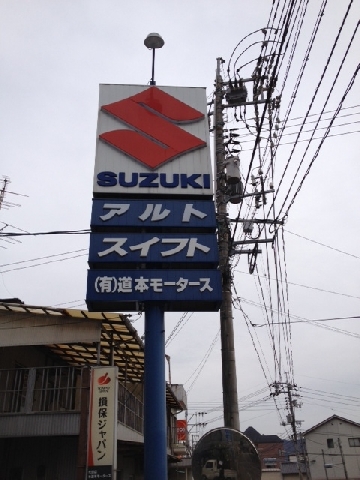 SUZUKI
アルト
スイフト
(有)道本モータース
損保ジャパン